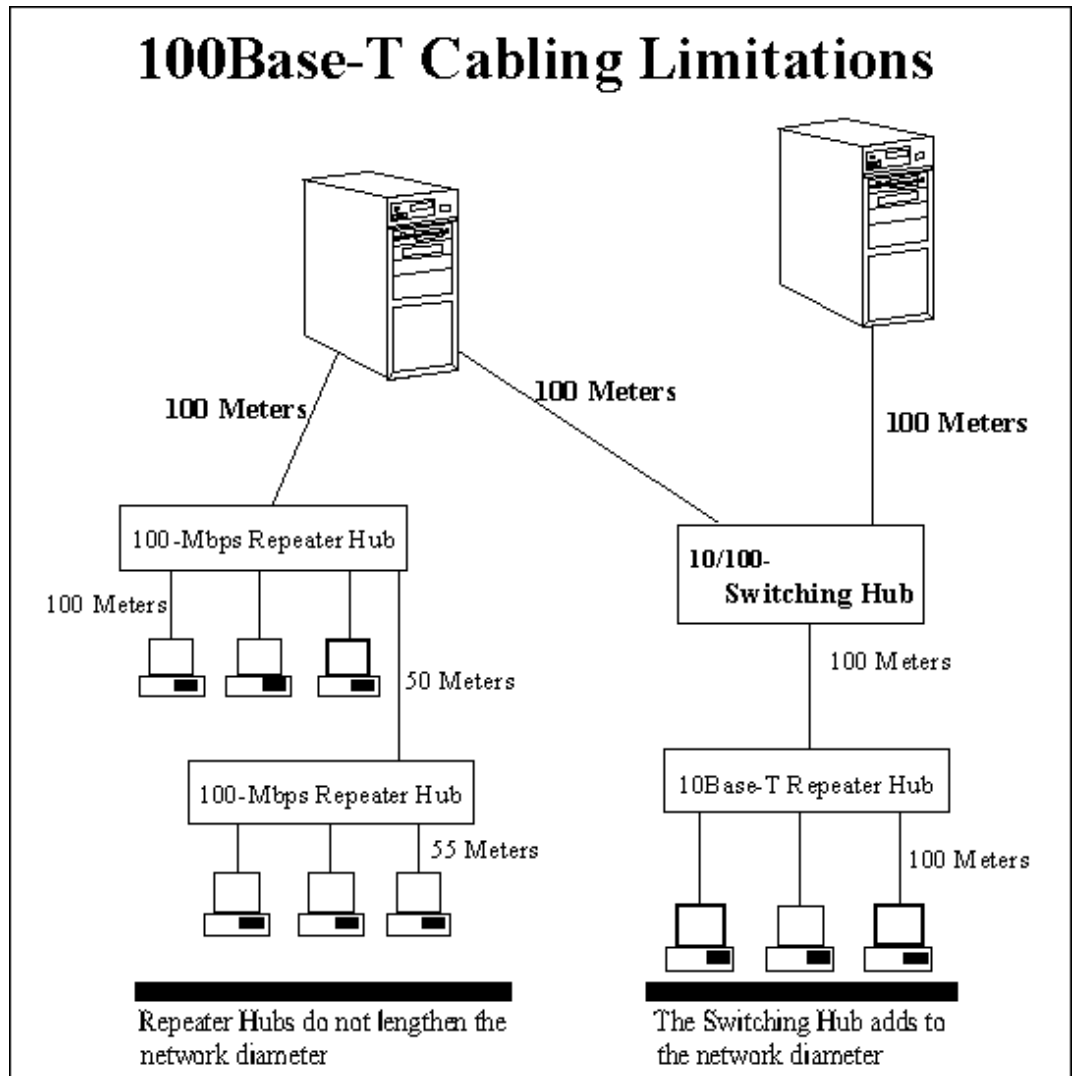 100Base-T Cabling Limitations
100 Meters
100 Meters
100 Meters
100-Mbps Repeater Hub
10/100-
Switching Hub
100 Meters
100 Meters
50 Meters
100-Mbps Repeater Hub
10Base-T Repeater Hub
55 Meters
100 Meters
Repeater Hubs do not lengthen the
network diameter
The Switching Hub adds to
the network diameter